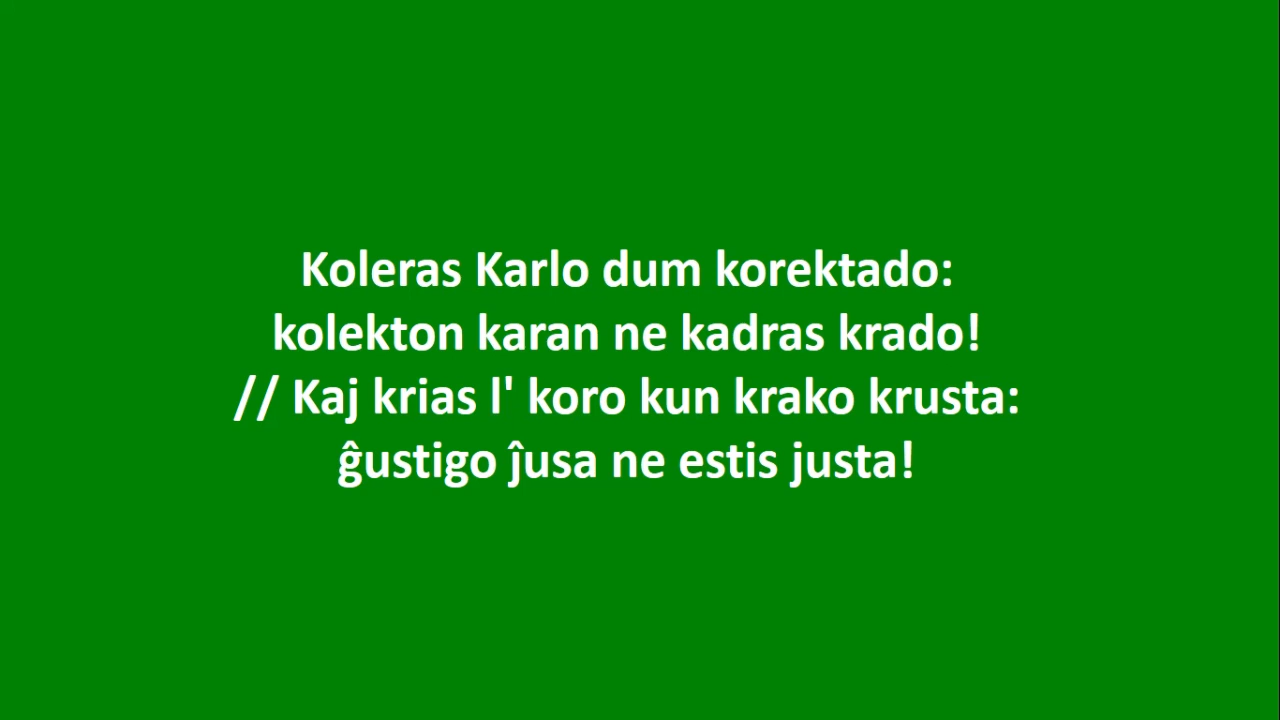 Koleras Karlo dum korektado:
kolekton karan ne kadras krado!
// Kaj krias l' koro kun krako krusta:
ĝustigo ĵusa ne estis justa!